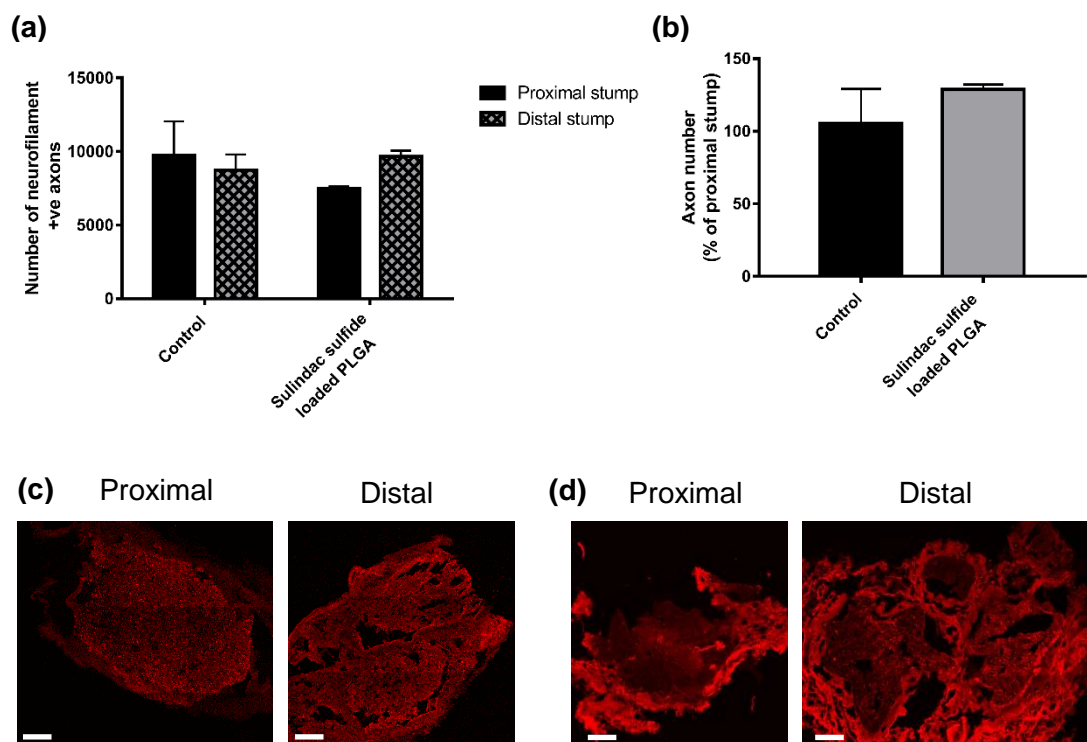 (a)
15000
10000
5000
0
Number of neurofilament
+ve axons
Control
Sulindac sulfide
loaded PLGA
Proximal stump
Distal stump
(b)
150
100
50
0
Axon number
(% of proximal stump)
Control
Sulindac sulfide
loaded PLGA
(c)
Proximal
Distal
(d)
Proximal
Distal